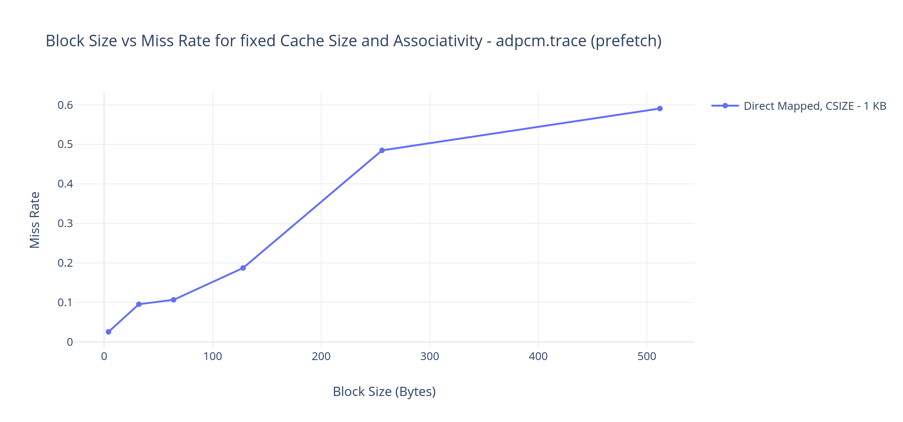 Block Size vs Miss Rate for fixed Cache Size and Associativity - adpcm.trace (prefetch)
0.6
Direct Mapped, CSIZE - 1 KB
0.5
0.4
0.3
0.2
0.1
0
Miss Rate
0 100 200 300 400 500
Block Size (Bytes)